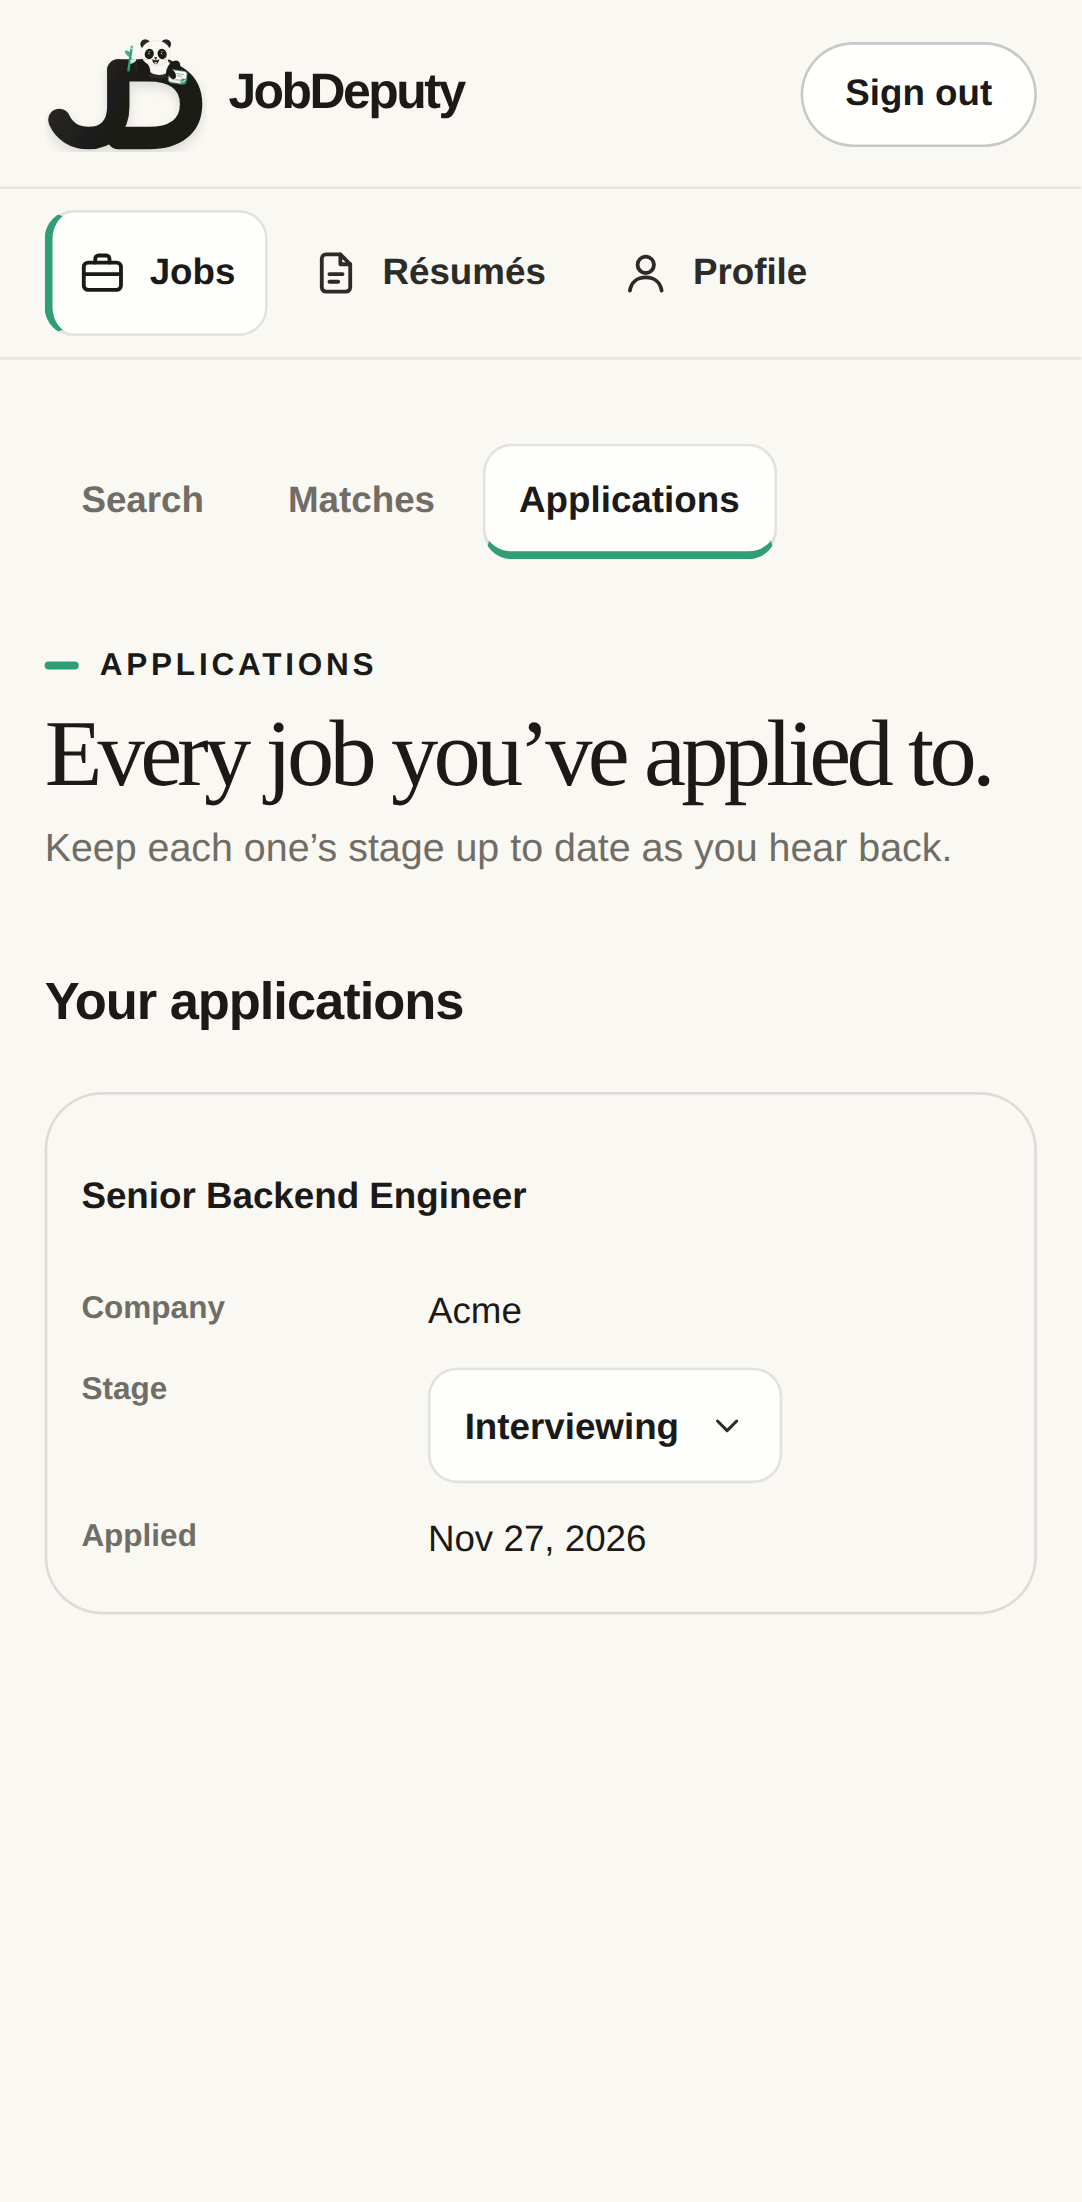 JobDeputy
Sign out
Jobs
Résumés
Profile
Search
Matches
Applications
APPLICATIONS
Every job you’ve applied to.
Keep each one’s stage up to date as you hear back.
Your applications
Senior Backend Engineer
Company
Acme
Stage
Interviewing
Applied
Nov 27, 2026